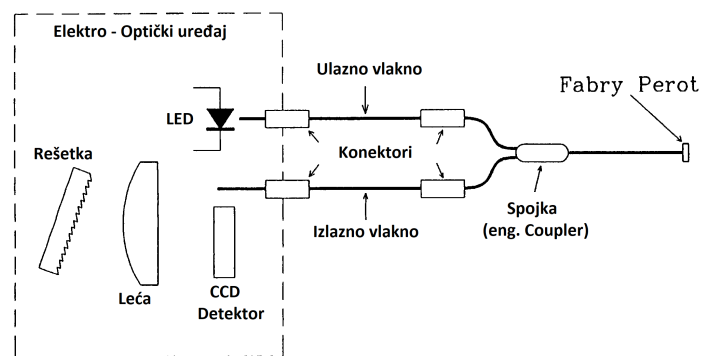 Elektro - Optički uređaj
Ulazno vlakno
Fabry Perot
LED
Konektori
Rešetka
Izlazno vlakno
Spojka
(eng. Coupler)
Leća
CCD
Detektor